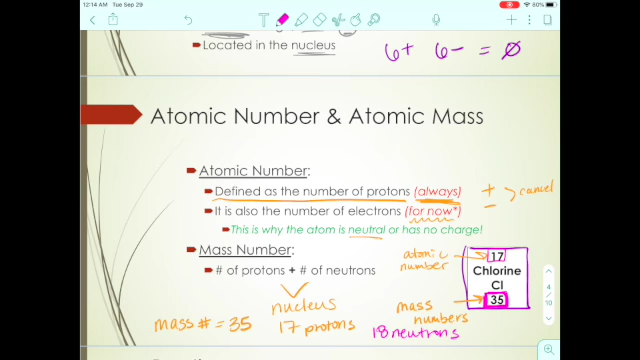 12:14 AM Tue Sep 29
80%
Located in the nucleus
6+ 6- = 0
Atomic Number & Atomic Mass
Atomic Number:
Defined as the number of protons (always)
+
- > cancel
It is also the number of electrons (for now*)
This is why the atom is neutral or has no charge!
Mass Number:
# of protons + # of neutrons
atomic number
17
Chlorine
Cl
35
nucleus
mass # = 35
17 protons
mass numbers
18 neutrons
4
of
10